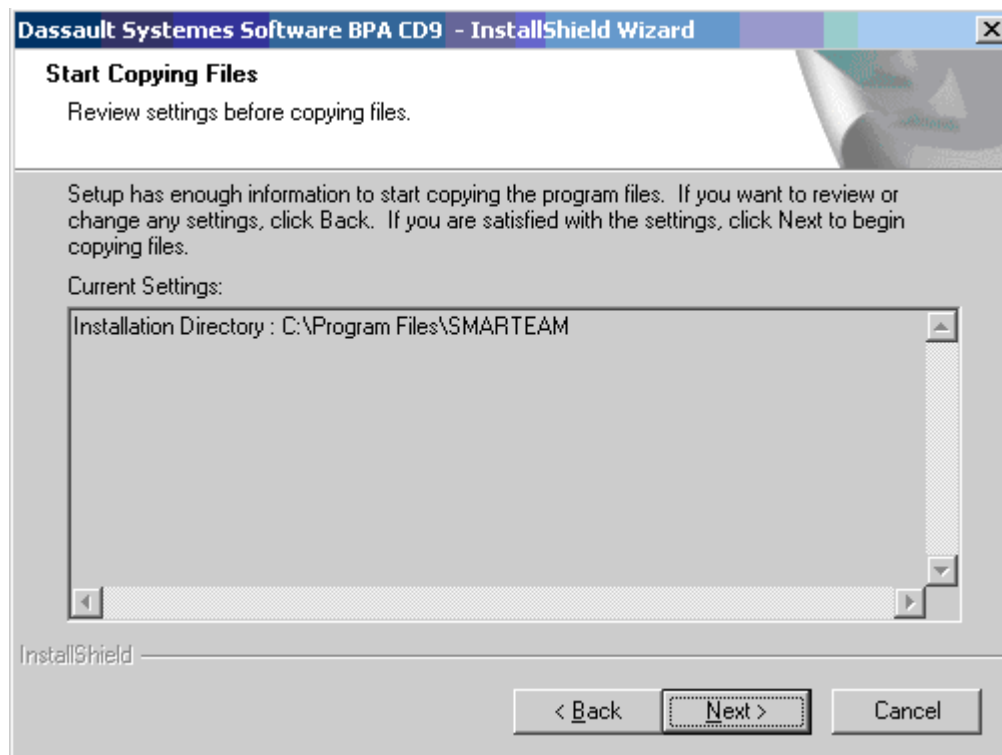 Dassault Systemes Software BPA CD9 - InstallShield Wizard
Start Copying Files
Review settings before copying files.
Setup has enough information to start copying the program files. If you want to review or
change any settings, click Back. If you are satisfied with the settings, click Next to begin
copying files.
Current Settings:
Installation Directory : C:\Program Files\SMARTEAM
InstallShield
< Back
Next >
Cancel